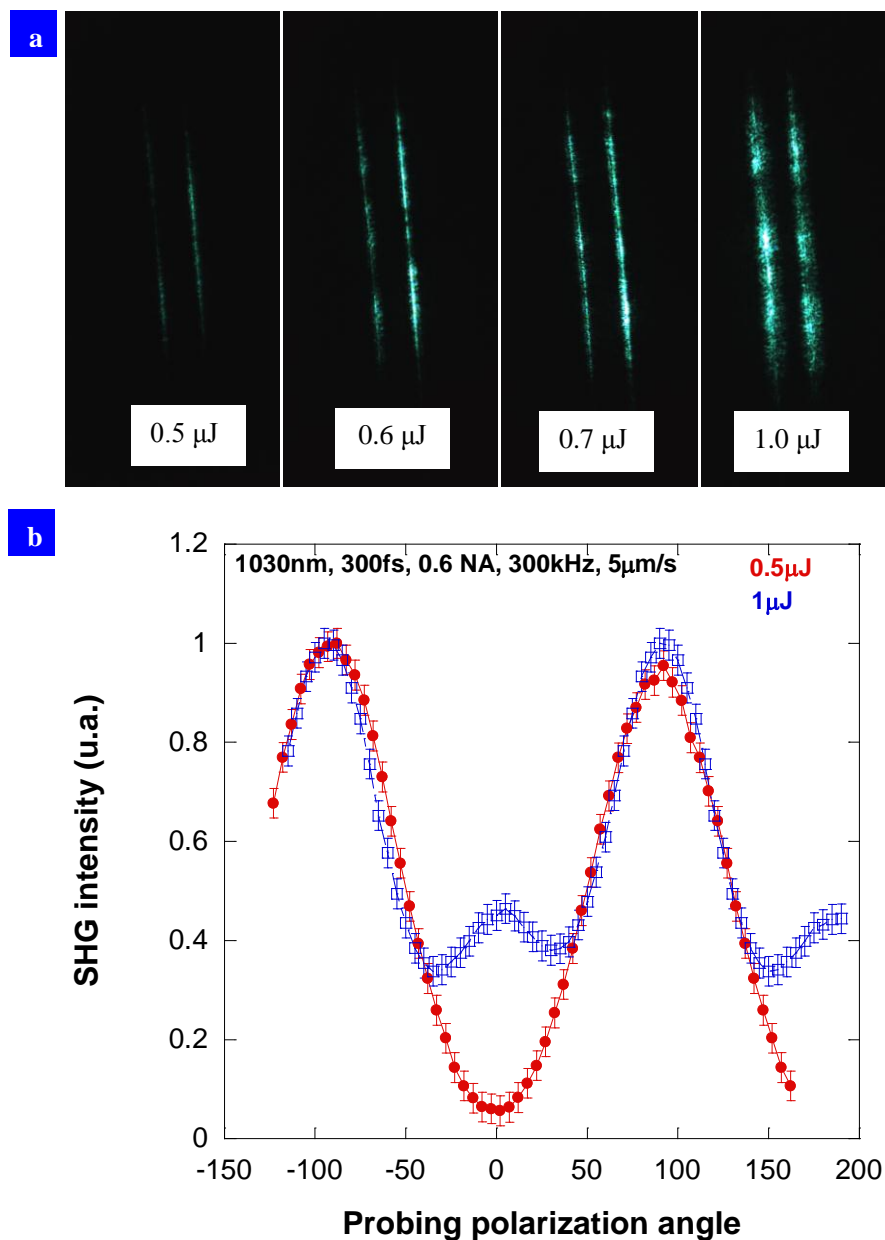 a
0.5 μJ
0.6 μJ
0.7 μJ
1.0 μJ
b
1030nm, 300fs, 0.6 NA, 300kHz, 5μm/s
0.5μJ
1μJ
1.2
1
0.8
0.6
0.4
0.2
0
SHG intensity (u.a.)
-150 -100 -50 0 50 100 150 200
Probing polarization angle